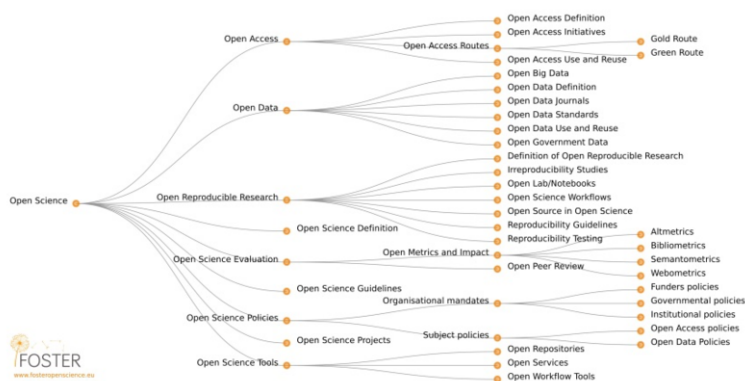 Open Science
Open Access
Open Access Definition
Open Access Initiatives
Open Access Routes
Gold Route
Green Route
Open Access Use and Reuse
Open Data
Open Big Data
Open Data Definition
Open Data Journals
Open Data Standards
Open Data Use and Reuse
Open Government Data
Open Reproducible Research
Definition of Open Reproducible Research
Irreproducibility Studies
Open Lab/Notebooks
Open Science Workflows
Open Source in Open Science
Reproducibility Guidelines
Reproducibility Testing
Open Science Definition
Open Science Evaluation
Open Metrics and Impact
Altmetrics
Bibliometrics
Semantometrics
Webometrics
Open Peer Review
Open Science Guidelines
Open Science Policies
Organisational mandates
Funders policies
Governmental policies
Institutional policies
Subject policies
Open Access policies
Open Data Policies
Open Science Projects
Open Science Tools
Open Repositories
Open Services
Open Workflow Tools
FOSTER
www.fosteropenscience.eu